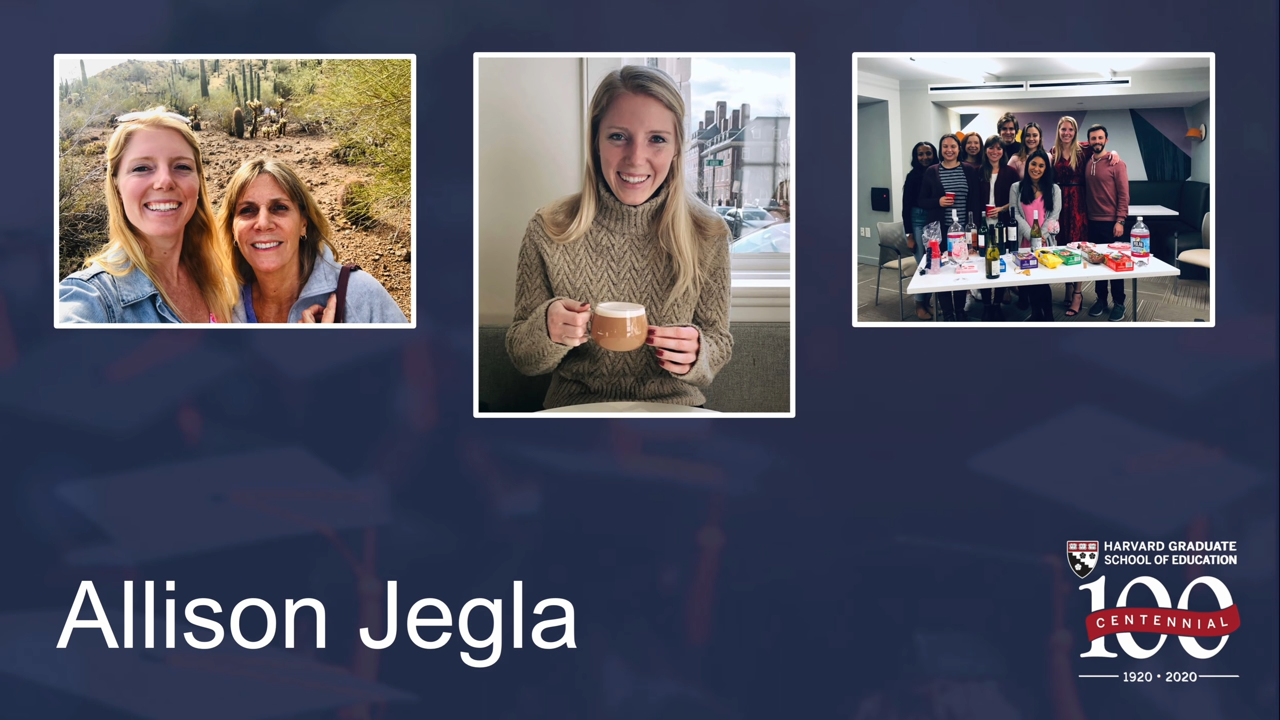 Allison Jegla
HARVARD GRADUATE
SCHOOL OF EDUCATION
100
CENTENNIAL
1920 • 2020